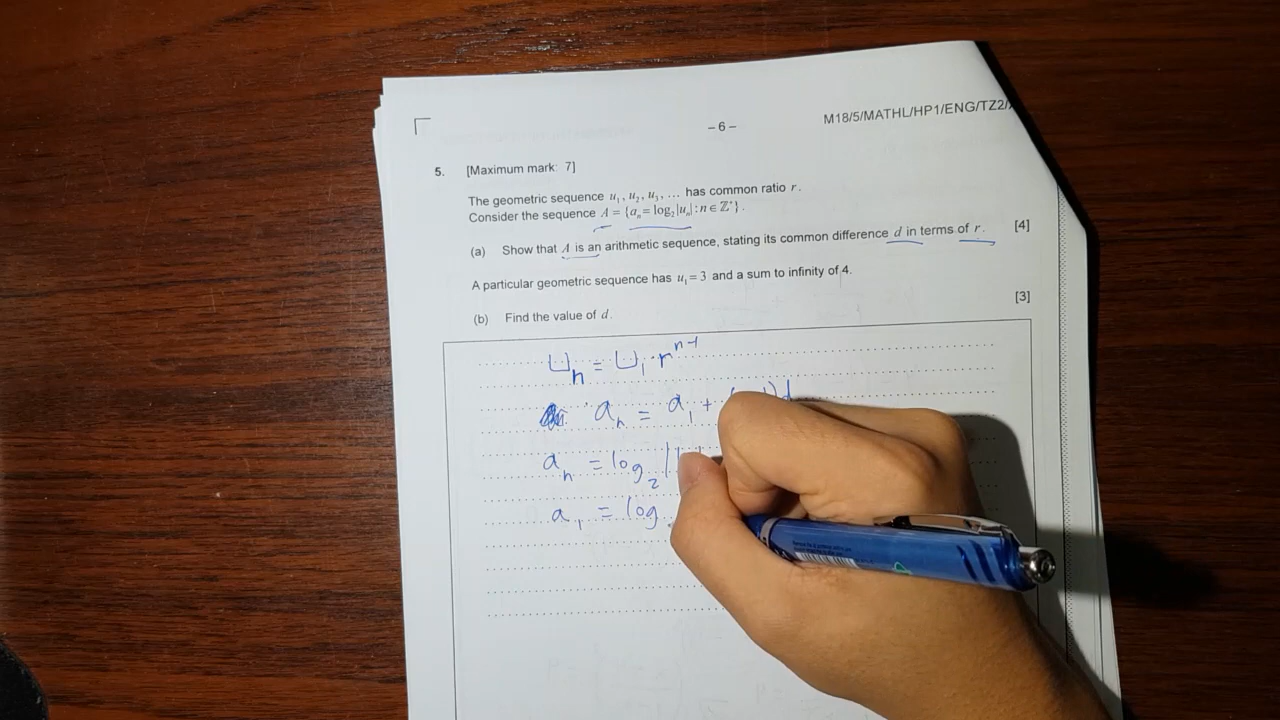 – 6 –
M18/5/MATHL/HP1/ENG/TZ2/
5. [Maximum mark: 7]
The geometric sequence u₁, u₂, u₃, … has common ratio r.
Consider the sequence A = {aₙ = log₂|uₙ| : n ∈ ℤ⁺}.
(a) Show that A is an arithmetic sequence, stating its common difference d in terms of r. [4]
A particular geometric sequence has u₁ = 3 and a sum to infinity of 4.
(b) Find the value of d. [3]
uₙ = u₁ · rⁿ⁻¹
aₙ = a₁ + d
aₙ = log₂ |
a₁ = log